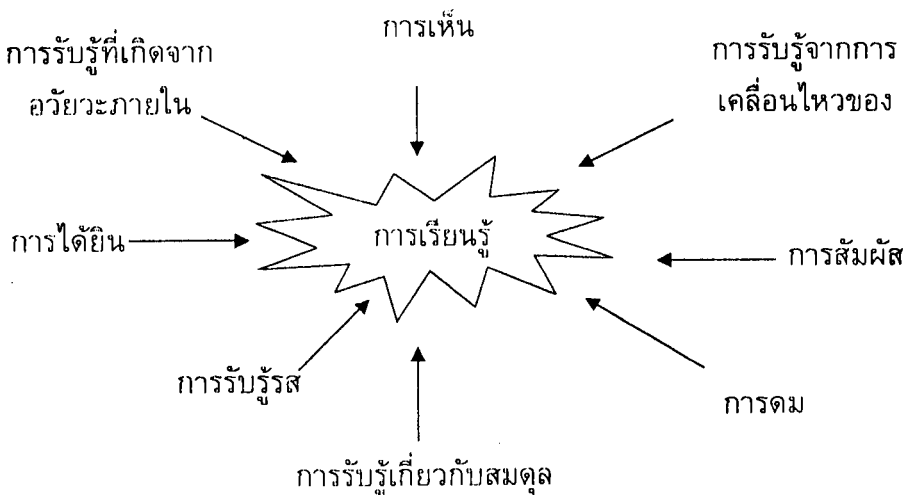 การเห็น
การรับรู้ที่เกิดจาก
อวัยวะภายใน
การรับรู้จากการ
เคลื่อนไหวของ
การได้ยิน
การเรียนรู้
การสัมผัส
การรับรู้รส
การดม
การรับรู้เกี่ยวกับสมดุล